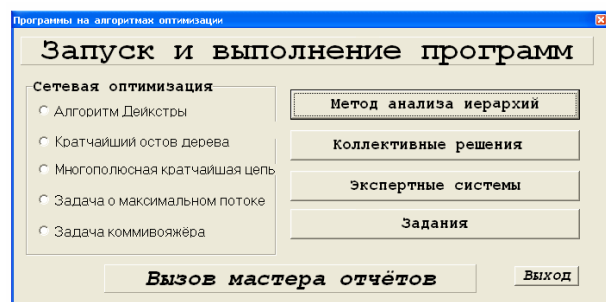 Программы на алгоритмах оптимизации
Запуск и выполнение программ
Сетевая оптимизация
Алгоритм Дейкстры
Кратчайший остов дерева
Многополюсная кратчайшая цепь
Задача о максимальном потоке
Задача коммивояжёра
Метод анализа иерархий
Коллективные решения
Экспертные системы
Задания
Вызов мастера отчётов
Выход